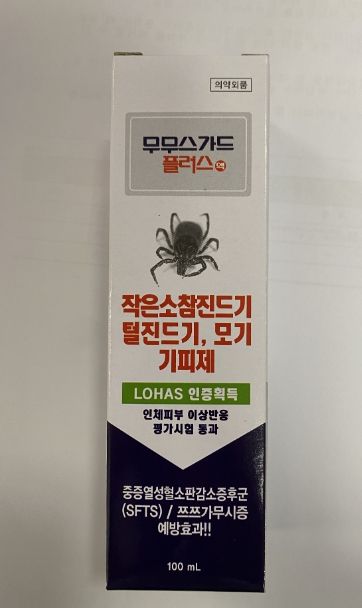 의약외품
무무스가드
플러스액
작은소참진드기
털진드기, 모기
기피제
LOHAS 인증획득
인체피부 이상반응
평가시험 통과
중증열성혈소판감소증후군
(SFTS) / 쯔쯔가무시증
예방효과!!
100 mL